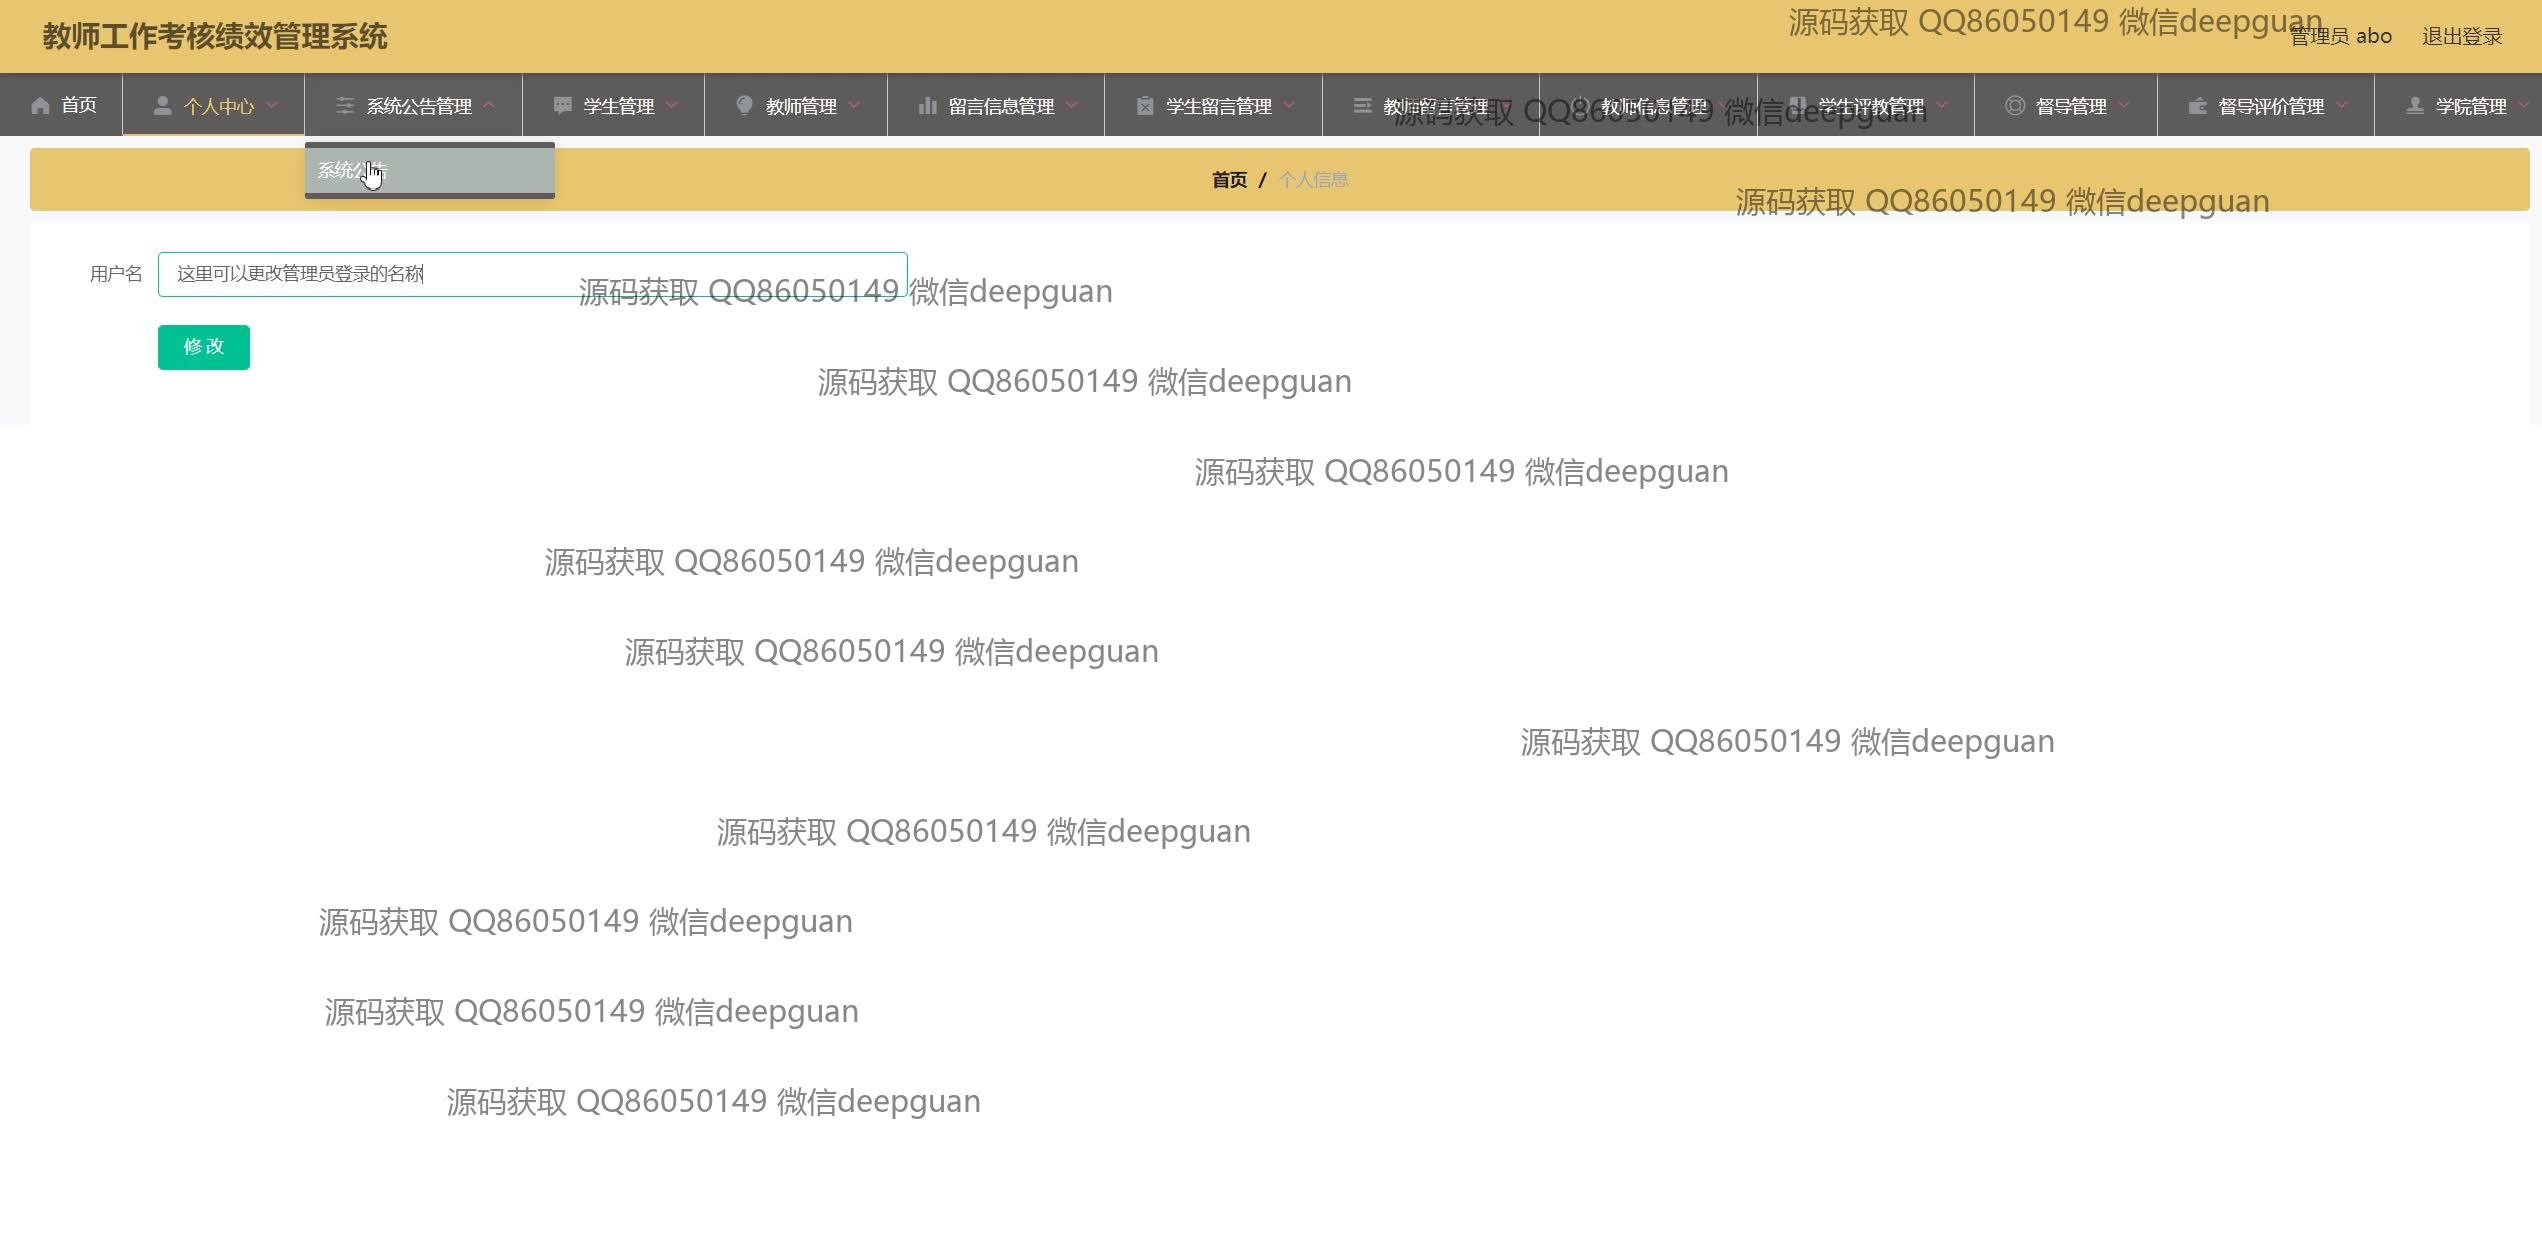 教师工作考核绩效管理系统
源码获取 QQ86050149 微信deepguan
管理员 abo
退出登录
首页
个人中心
系统公告管理
学生管理
教师管理
留言信息管理
学生留言管理
教师留言管理
教师信息管理
学生评教管理
督导管理
督导评价管理
学院管理
源码获取 QQ86050149 微信deepguan
系统公告
首页 / 个人信息
源码获取 QQ86050149 微信deepguan
用户名 这里可以更改管理员登录的名称
源码获取 QQ86050149 微信deepguan
修改
源码获取 QQ86050149 微信deepguan
源码获取 QQ86050149 微信deepguan
源码获取 QQ86050149 微信deepguan
源码获取 QQ86050149 微信deepguan
源码获取 QQ86050149 微信deepguan
源码获取 QQ86050149 微信deepguan
源码获取 QQ86050149 微信deepguan
源码获取 QQ86050149 微信deepguan
源码获取 QQ86050149 微信deepguan